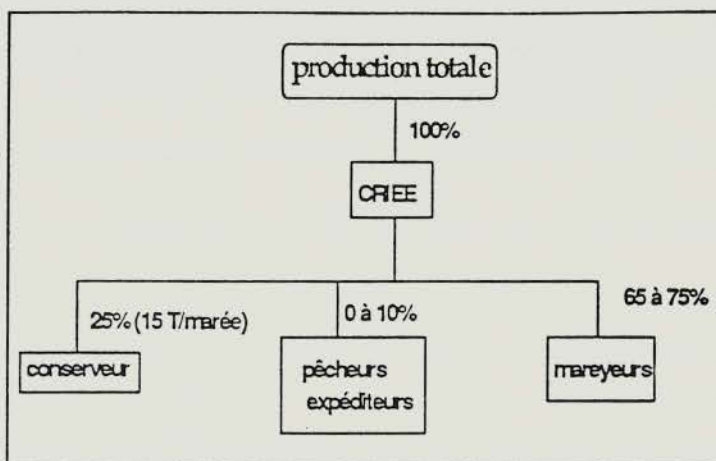 production totale
100%
CRIEE
25% (15 T/marée)
0 à 10%
65 à 75%
conserveur
pêcheurs
expéditeurs
mareyeurs